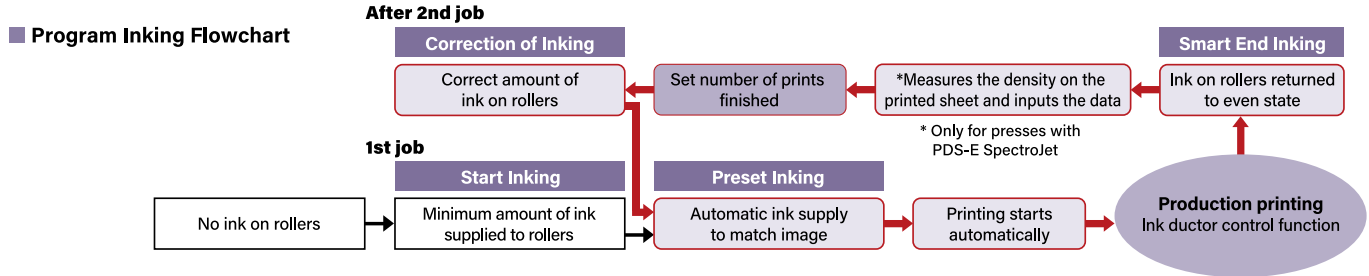 Program Inking Flowchart
After 2nd job
Correction of Inking
Correct amount of
ink on rollers
Set number of prints
finished
*Measures the density on the
printed sheet and inputs the data
* Only for presses with
PDS-E SpectroJet
Smart End Inking
Ink on rollers returned
to even state
1st job
Start Inking
Preset Inking
No ink on rollers
Minimum amount of ink
supplied to rollers
Automatic ink supply
to match image
Printing starts
automatically
Production printing
Ink ductor control function